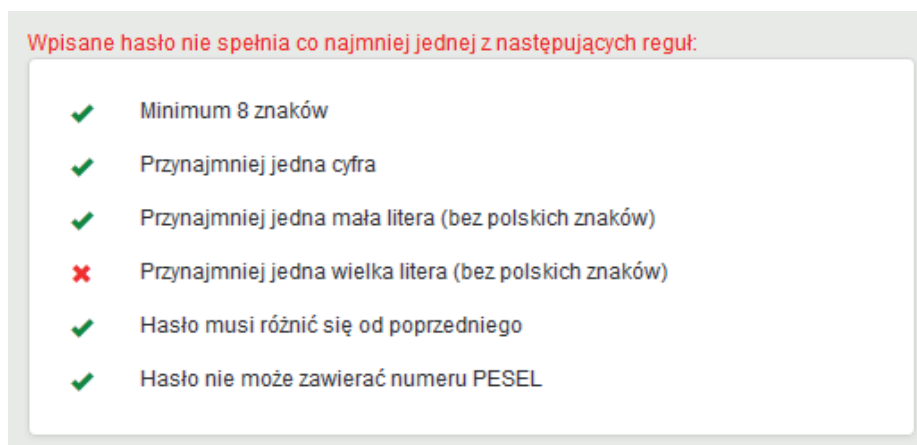 Wpisane hasło nie spełnia co najmniej jednej z następujących reguł:
Minimum 8 znaków
Przynajmniej jedna cyfra
Przynajmniej jedna mała litera (bez polskich znaków)
Przynajmniej jedna wielka litera (bez polskich znaków)
Hasło musi różnić się od poprzedniego
Hasło nie może zawierać numeru PESEL